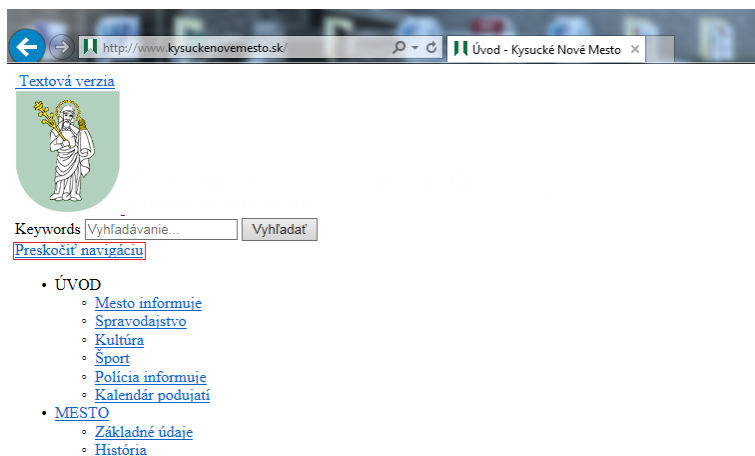 http://www.kysuckenovemesto.sk/
Úvod - Kysucké Nové Mesto
Textová verzia
Keywords Vyhľadávanie... Vyhľadať
Preskočiť navigáciu
ÚVOD
Mesto informuje
Spravodajstvo
Kultúra
Šport
Polícia informuje
Kalendár podujatí
MESTO
Základné údaje
História